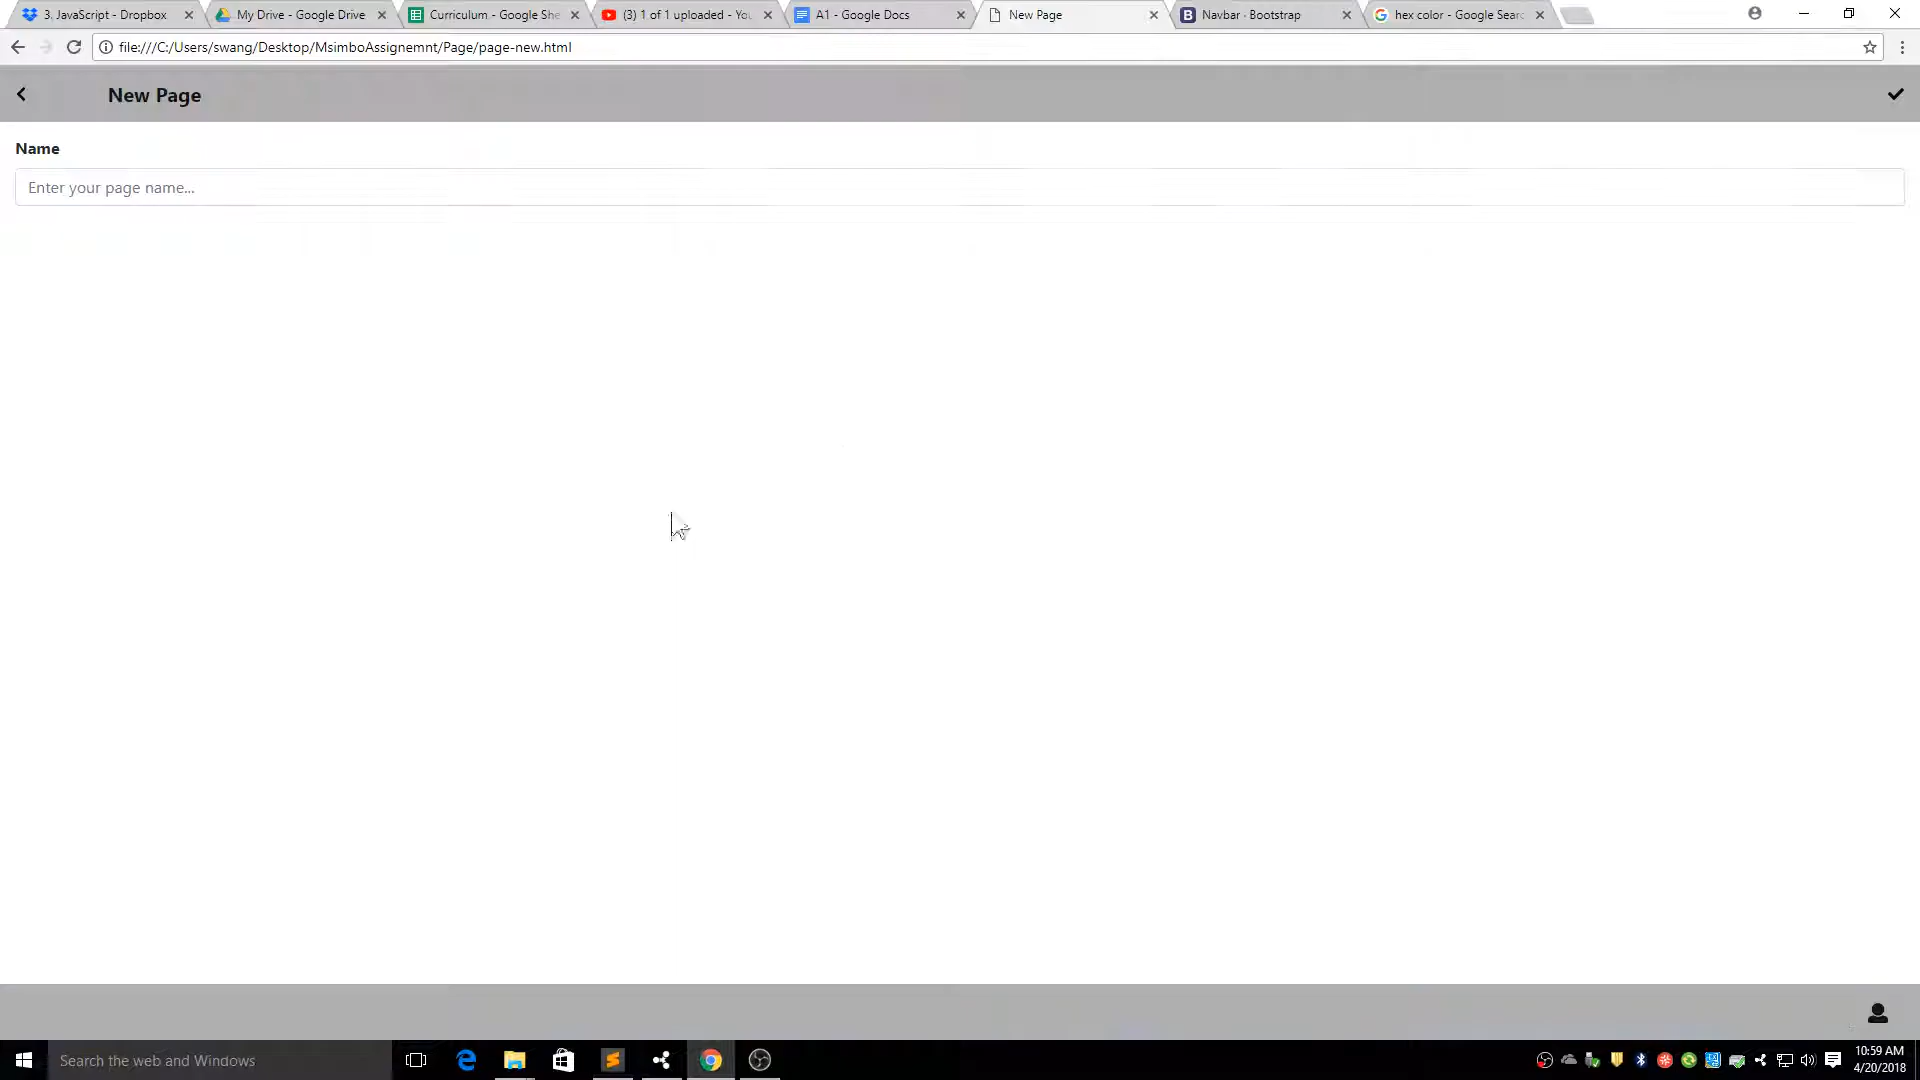 3. JavaScript - Dropbox
My Drive - Google Drive
Curriculum - Google She
(3) 1 of 1 uploaded - You
A1 - Google Docs
New Page
Navbar · Bootstrap
hex color - Google Searc
file:///C:/Users/swang/Desktop/MsimboAssignemnt/Page/page-new.html
New Page
Name
Enter your page name...
Search the web and Windows
10:59 AM
4/20/2018